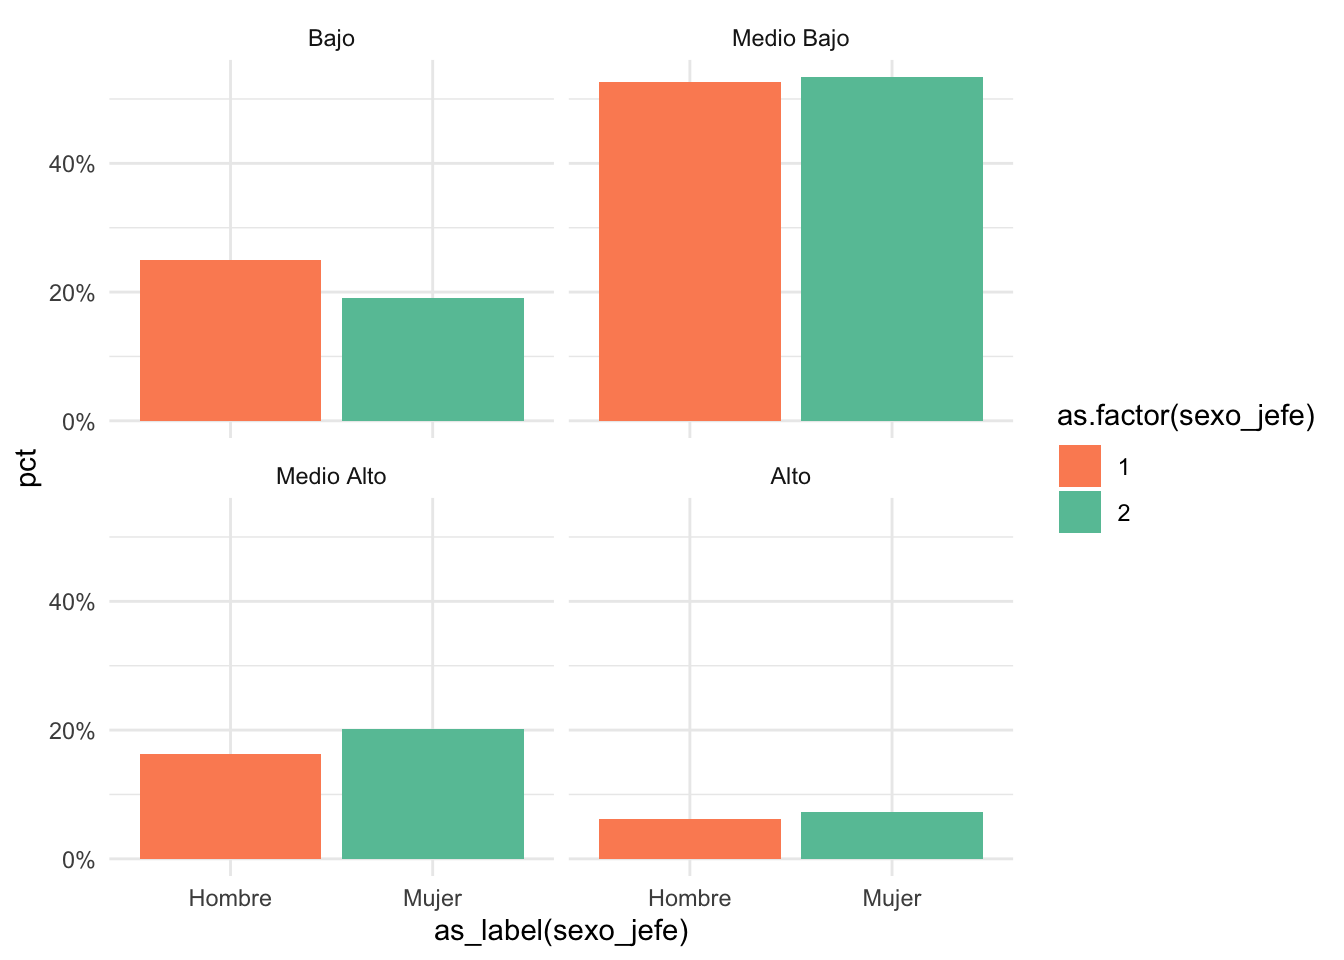 Bajo
Medio Bajo
40%
20%
0%
pct
Medio Alto
Alto
40%
20%
0%
Hombre
Mujer
Hombre
Mujer
as_label(sexo_jefe)
as.factor(sexo_jefe)
1
2